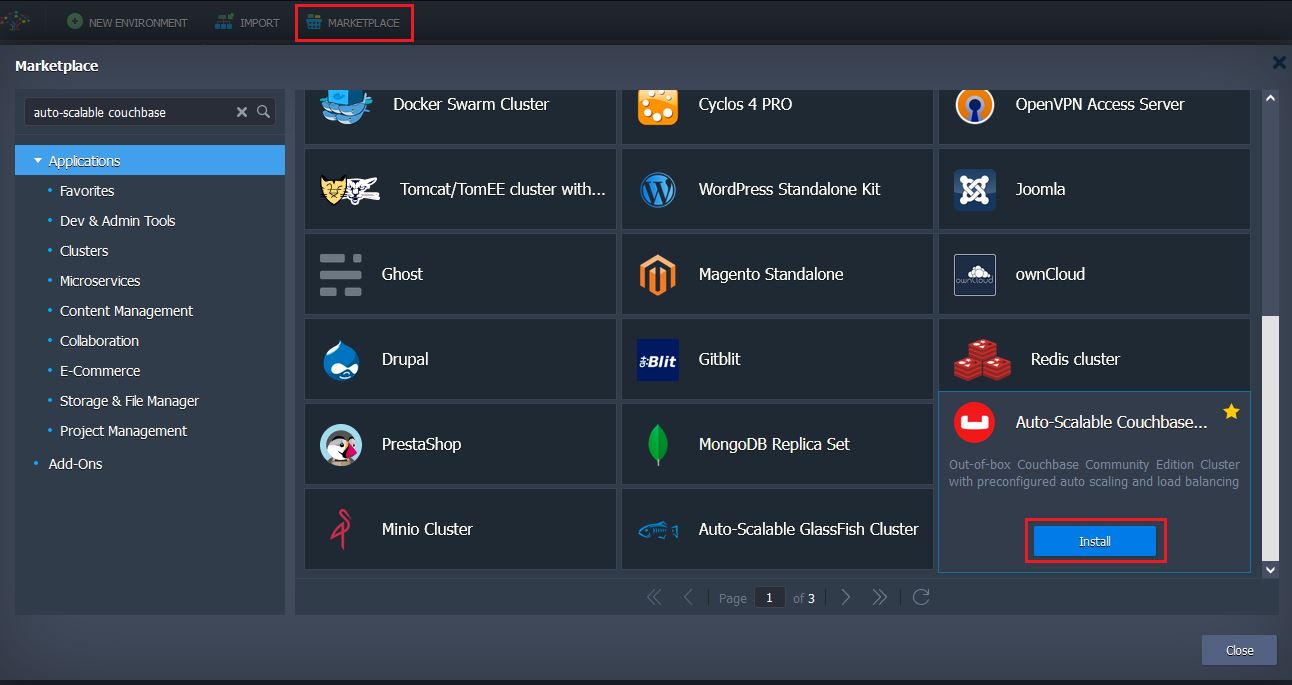 NEW ENVIRONMENT IMPORT MARKETPLACE
Marketplace
auto-scalable couchbase
Applications
Favorites
Dev & Admin Tools
Clusters
Microservices
Content Management
Collaboration
E-Commerce
Storage & File Manager
Project Management
Add-Ons
Docker Swarm Cluster
Cyclos 4 PRO
OpenVPN Access Server
Tomcat/TomEE cluster with...
WordPress Standalone Kit
Joomla
Ghost
Magento Standalone
ownCloud
ownCloud
Drupal
Blit
Gitblit
Redis cluster
PrestaShop
MongoDB Replica Set
Auto-Scalable Couchbase...
Out-of-box Couchbase Community Edition Cluster
with preconfigured auto scaling and load balancing
Install
Minio Cluster
Auto-Scalable GlassFish Cluster
Page 1 of 3
Close